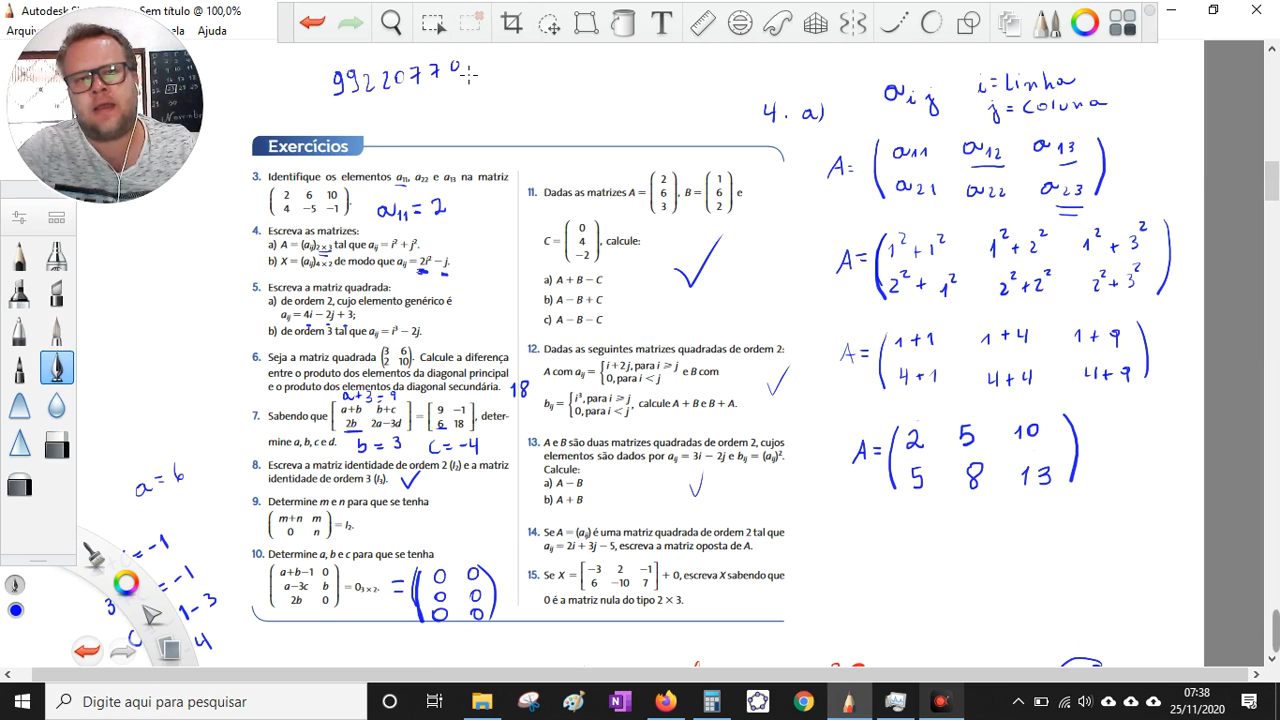 Autodesk SketchBook - Sem título @ 100,0%
Ajuda
992207770
Exercícios
3. Identifique os elementos a11, a22 e a13 na matriz
( 2 6 10
4 -5 -1 ).
a11 = 2
4. Escreva as matrizes:
a) A = (aij)2 × 3 tal que aij = i² + j².
b) X = (aij)4 × 2 de modo que aij = 2i² – j.
5. Escreva a matriz quadrada:
a) de ordem 2, cujo elemento genérico é
aij = 4i – 2j + 3;
b) de ordem 3 tal que aij = i³ – 2j.
6. Seja a matriz quadrada (3 6
2 10). Calcule a diferença
entre o produto dos elementos da diagonal principal
e o produto dos elementos da diagonal secundária.
18
a+3=9
7. Sabendo que [a+b b+c
2b 2a-3d] = [9 -1
6 18], deter-
mine a, b, c e d.
b = 3 c = -4
8. Escreva a matriz identidade de ordem 2 (I2) e a matriz
identidade de ordem 3 (I3).
9. Determine m e n para que se tenha
(m+n m
0 n) = I2.
10. Determine a, b e c para que se tenha
(a+b-1 0
a-3c b
2b 0) = 03 × 2.
= (0 0
0 0
0 0)
11. Dadas as matrizes A = (2
6
3), B = (1
6
2) e
C = (0
4
-2), calcule:
a) A + B – C
b) A – B + C
c) A – B – C
12. Dadas as seguintes matrizes quadradas de ordem 2:
A com aij = {i + 2j, para i ⩾ j
0, para i < j e B com
bij = {i³, para i ⩾ j
0, para i < j, calcule A + B e B + A.
13. A e B são duas matrizes quadradas de ordem 2, cujos
elementos são dados por aij = 3i – 2j e bij = (aij)².
Calcule:
a) A – B
b) A + B
14. Se A = (aij) é uma matriz quadrada de ordem 2 tal que
aij = 2i + 3j – 5, escreva a matriz oposta de A.
15. Se X = [-3 2 -1
6 -10 7] + 0, escreva X sabendo que
0 é a matriz nula do tipo 2 × 3.
a = 6
= -1
= -1
3 1-3
4
4. a) aij i = linha
j = coluna
A = (a11 a12 a13
a21 a22 a23)
A = (1²+1² 1²+2² 1²+3²
2²+1² 2²+2² 2²+3²)
A = (1+1 1+4 1+9
4+1 4+4 4+9)
A = (2 5 10
5 8 13)
Digite aqui para pesquisar
07:38
25/11/2020